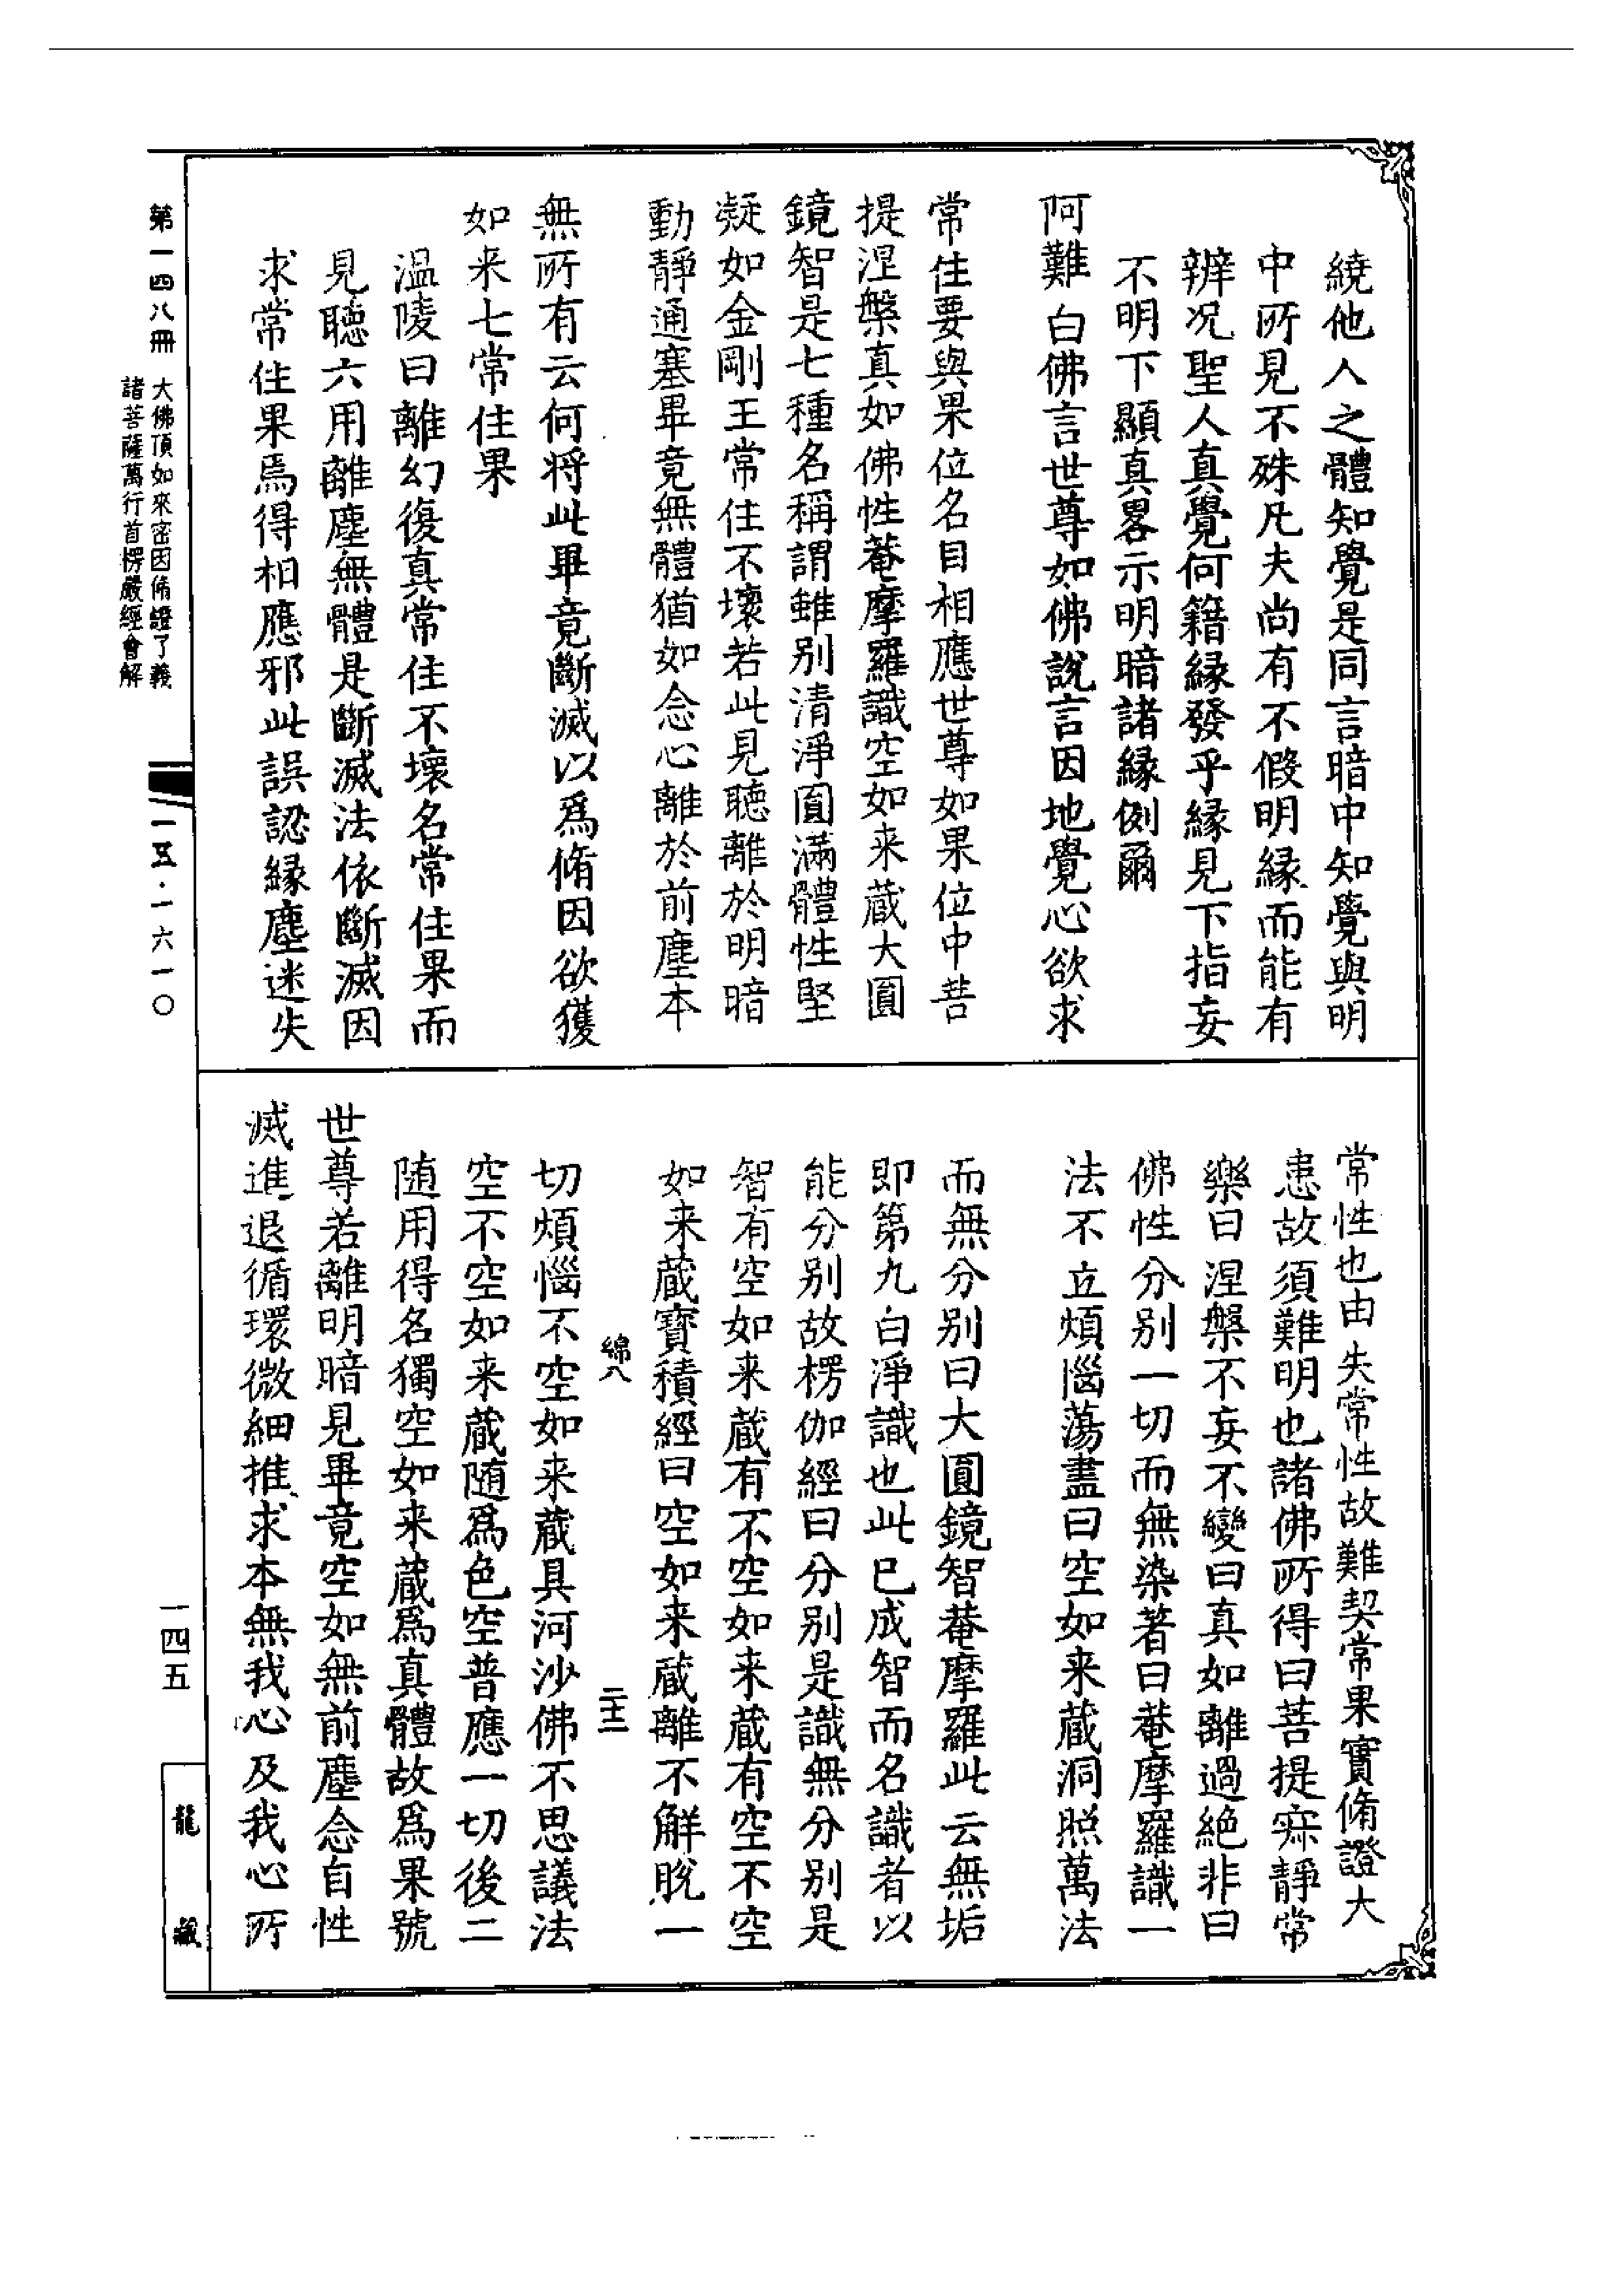 繞他人之體知覺是同言暗中知覺與明
中所見不殊凡夫尚有不假明緣而能有
辨况聖人真覺何籍緣發乎緣見下指妄
不明下顯真畧示明暗諸緣例爾
阿難白佛言世尊如佛說言因地覺心欲求
常住要與果位名目相應世尊如果位中菩
提涅槃真如佛性菴摩羅識空如来藏大圓
鏡智是七種名稱謂雖别清淨圓滿體性堅
凝如金剛王常住不壞若此見聽離於明暗
動靜通塞畢竟無體猶如念心離於前塵本
無所有云何将此畢竟斷滅以爲脩因欲獲
如来七常住果
温陵曰離幻復真常住不壞名常住果而
見聽六用離塵無體是斷滅法依斷滅因
求常住果焉得相應邪此誤認緣塵迷失
常性也由失常性故難契常果實脩證大
患故須難明也諸佛所得曰菩提寂靜常
樂曰涅槃不妄不變曰真如離過絕非曰
佛性分别一切而無染著曰菴摩羅識一
法不立煩惱蕩盡曰空如来藏洞照萬法
而無分别曰大圓鏡智菴摩羅此云無垢
即第九白淨識也此已成智而名識者以
能分别故楞伽經曰分别是識無分别是
智有空如来藏有不空如来藏有空不空
如来藏寶積經曰空如来藏離不解脫一
綿八
二十二
切煩惱不空如来藏具河沙佛不思議法
空不空如来藏随爲色空普應一切後二
随用得名獨空如来藏爲真體故爲果號
世尊若離明暗見畢竟空如無前塵念自性
滅進退循環微細推求本無我心及我心所
第一四八冊
大佛頂如來密因脩證了義
諸菩薩萬行首楞嚴經會解
一五·一六一〇
一四五
龍藏